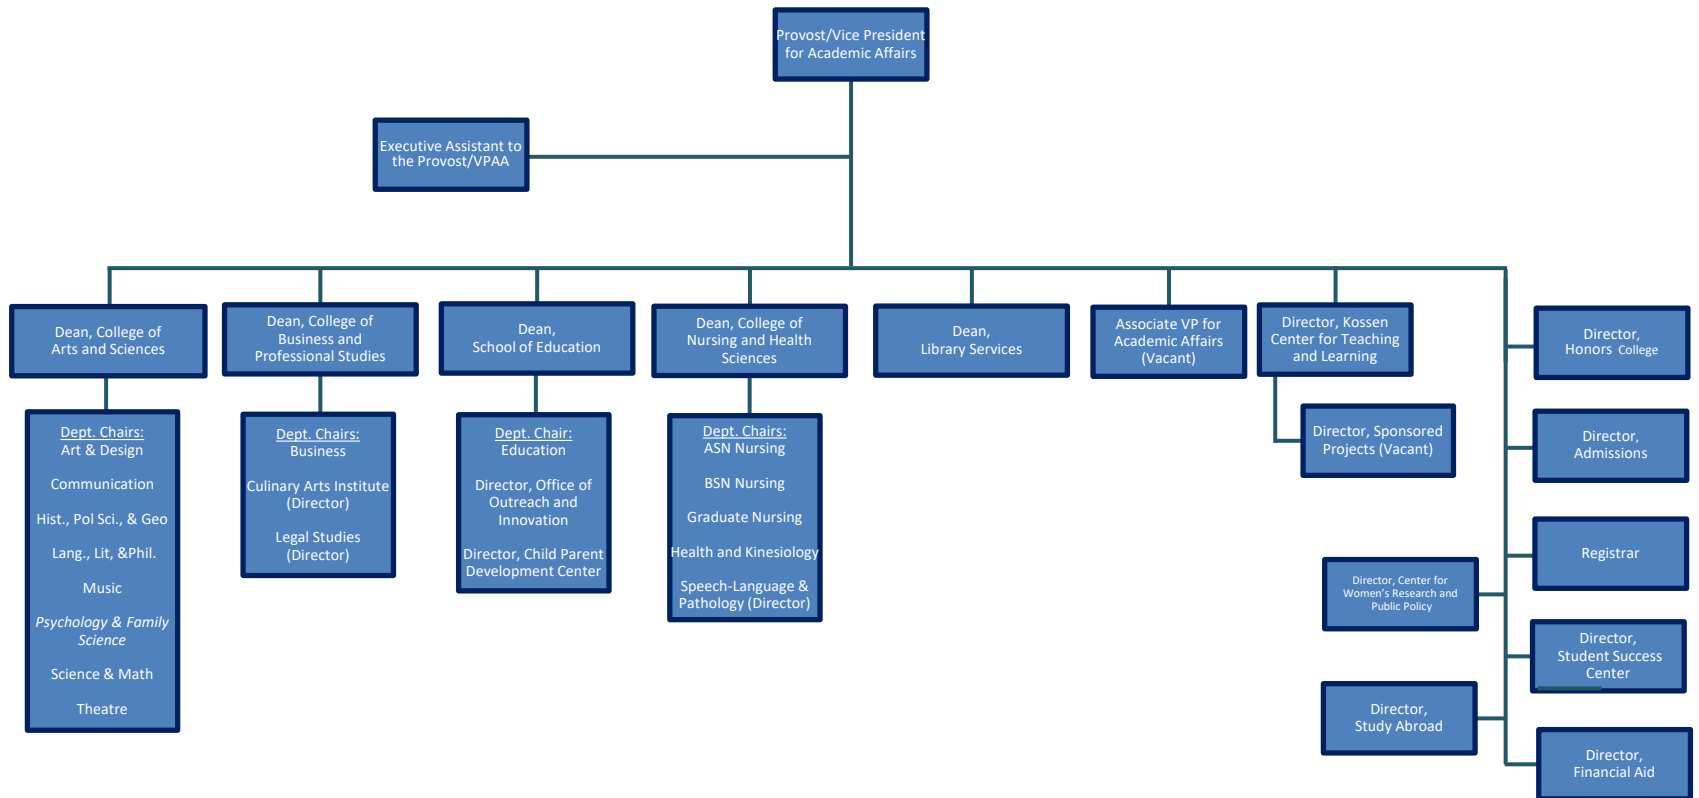 Provost/Vice President
for Academic Affairs
Executive Assistant to
the Provost/VPAA
Dean, College of
Arts and Sciences
Dean, College of
Business and
Professional Studies
Dean,
School of Education
Dean, College of
Nursing and Health
Sciences
Dean,
Library Services
Associate VP for
Academic Affairs
(Vacant)
Director, Kossen
Center for Teaching
and Learning
Director,
Honors College
Dept. Chairs:
Art & Design
Communication
Hist., Pol Sci., & Geo
Lang., Lit, &Phil.
Music
Psychology & Family
Science
Science & Math
Theatre
Dept. Chairs:
Business
Culinary Arts Institute
(Director)
Legal Studies
(Director)
Dept. Chair:
Education
Director, Office of
Outreach and
Innovation
Director, Child Parent
Development Center
Dept. Chairs:
ASN Nursing
BSN Nursing
Graduate Nursing
Health and Kinesiology
Speech-Language &
Pathology (Director)
Director, Sponsored
Projects (Vacant)
Director,
Admissions
Registrar
Director, Center for
Women’s Research and
Public Policy
Director,
Student Success
Center
Director,
Study Abroad
Director,
Financial Aid